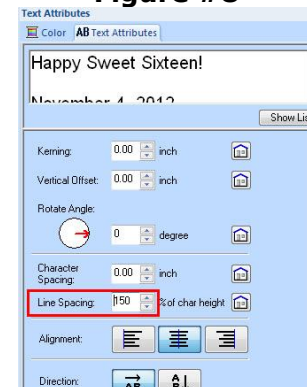 Text Attributes
Color AB Text Attributes
Happy Sweet Sixteen!
November 4, 2012
Show Lis
Kerning: 0.00 inch
Vertical Offset: 0.00 inch
Rotate Angle:
0 degree
Character Spacing: 0.00 inch
Line Spacing: 150 % of char height
Alignment:
Direction: AB